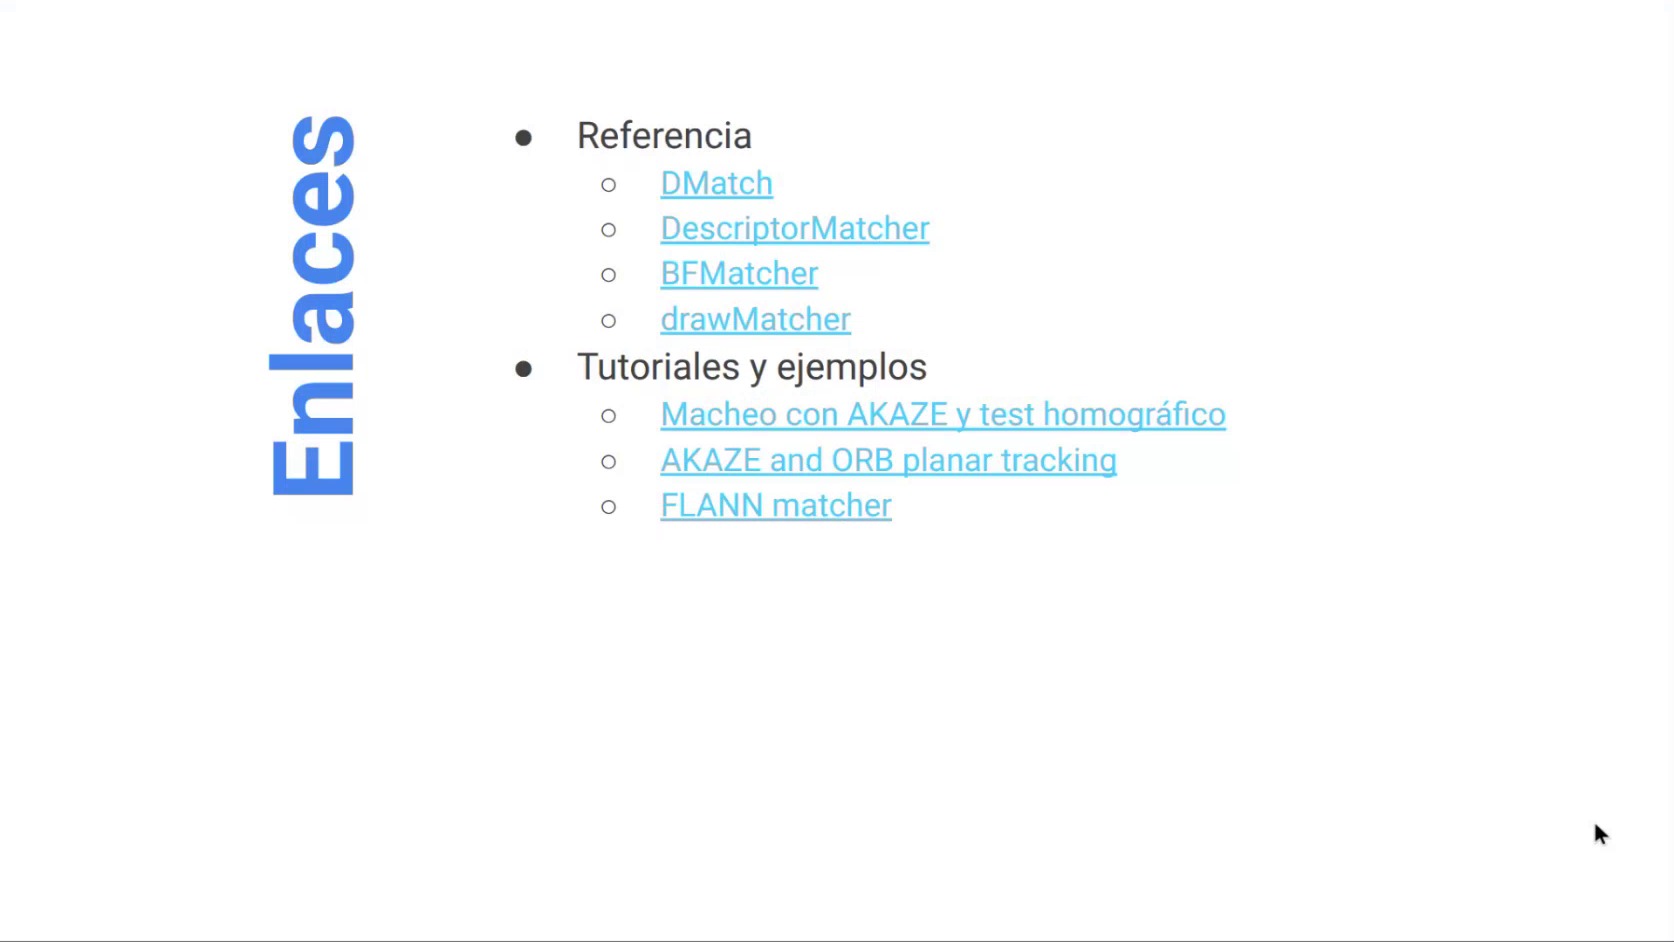 Enlaces
● Referencia
○ DMatch
○ DescriptorMatcher
○ BFMatcher
○ drawMatcher
● Tutoriales y ejemplos
○ Macheo con AKAZE y test homográfico
○ AKAZE and ORB planar tracking
○ FLANN matcher